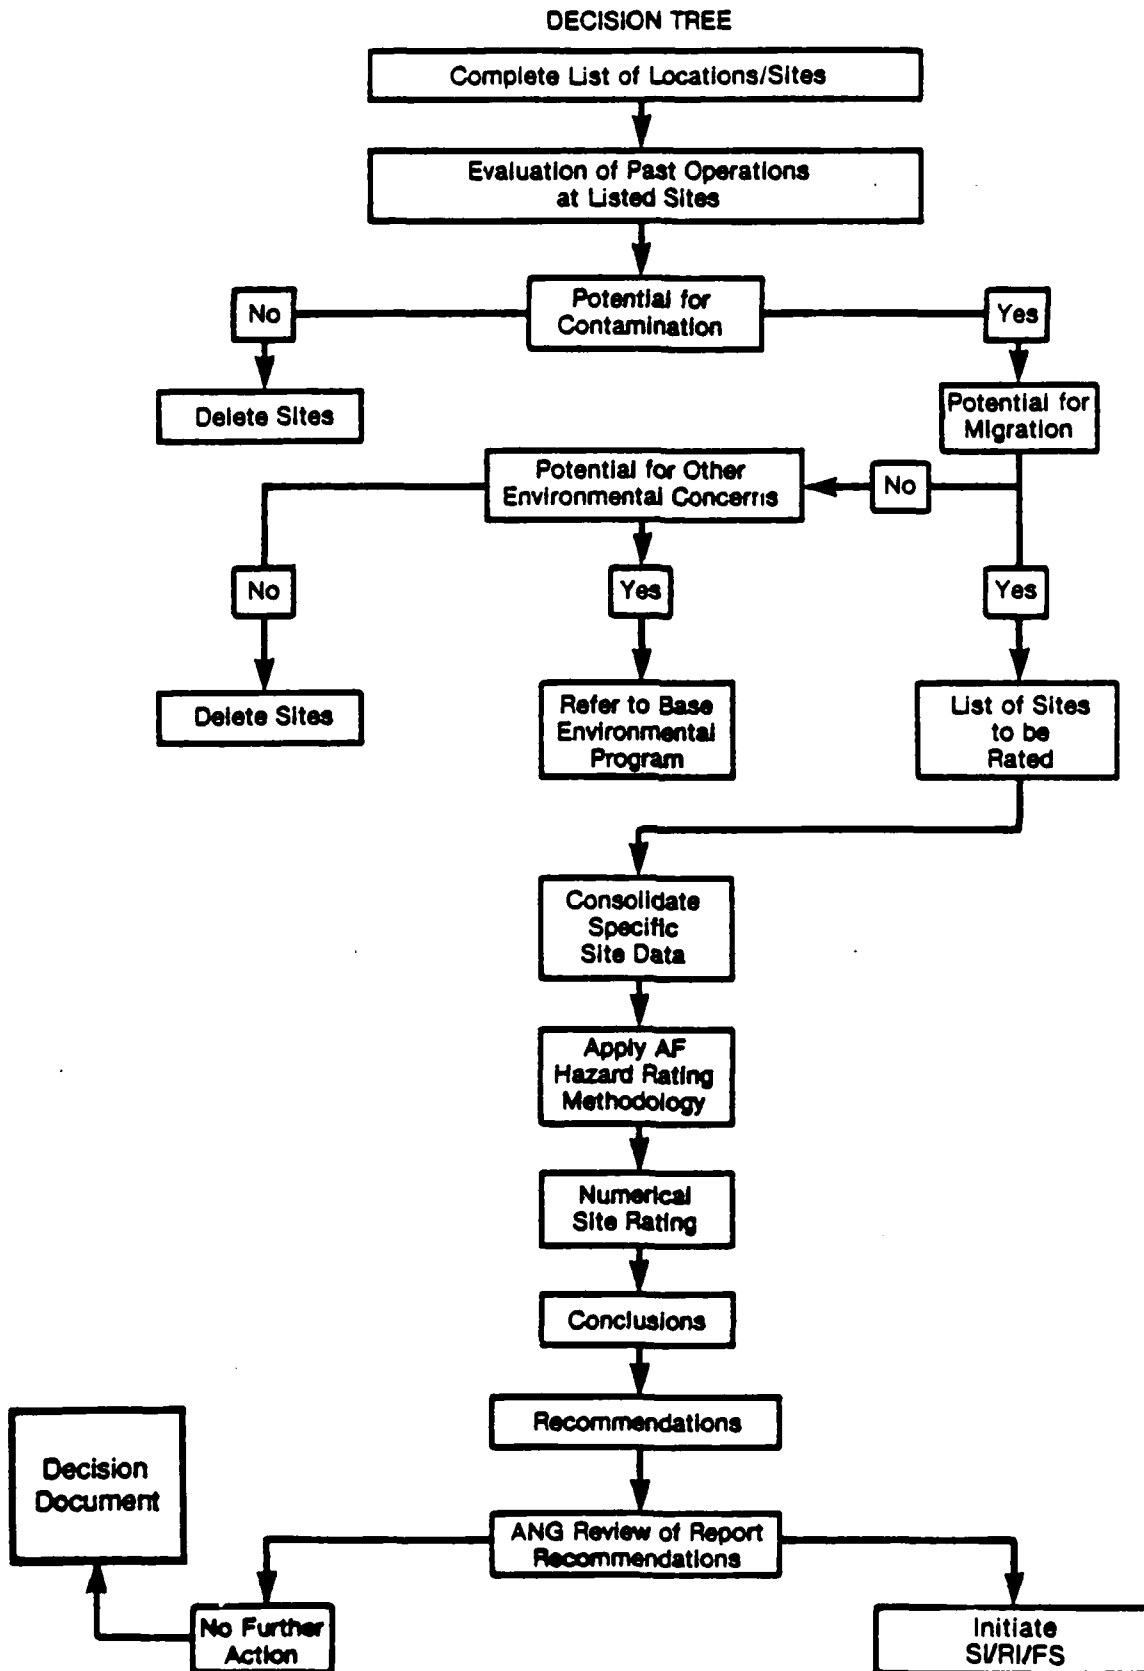 DECISION TREE
Complete List of Locations/Sites
Evaluation of Past Operations
at Listed Sites
Potential for
Contamination
No
Yes
Delete Sites
Potential for
Migration
Potential for Other
Environmental Concerns
No
No
Yes
Yes
Delete Sites
Refer to Base
Environmental
Program
List of Sites
to be
Rated
Consolidate
Specific
Site Data
Apply AF
Hazard Rating
Methodology
Numerical
Site Rating
Conclusions
Recommendations
Decision
Document
ANG Review of Report
Recommendations
No Further
Action
Initiate
SI/RI/FS